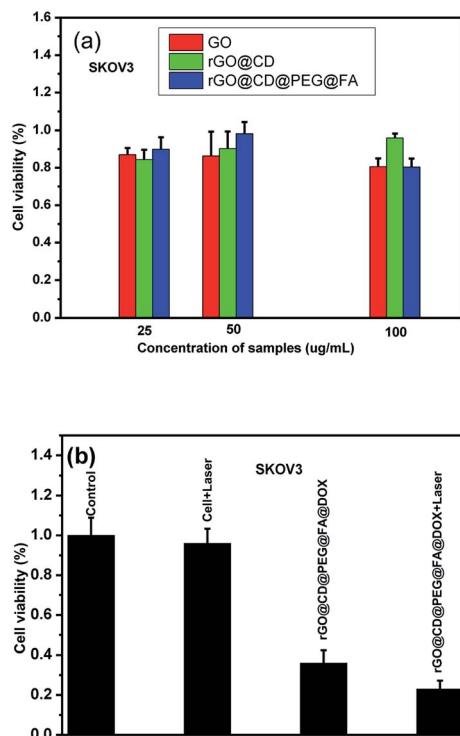 (a)
GO
rGO@CD
rGO@CD@PEG@FA
SKOV3
Cell viability (%)
1.6
1.4
1.2
1.0
0.8
0.6
0.4
0.2
0.0
25 50 100
Concentration of samples (ug/mL)
(b)
SKOV3
Cell viability (%)
1.4
1.2
1.0
0.8
0.6
0.4
0.2
0.0
Control
Cell+Laser
rGO@CD@PEG@FA@DOX
rGO@CD@PEG@FA@DOX+Laser